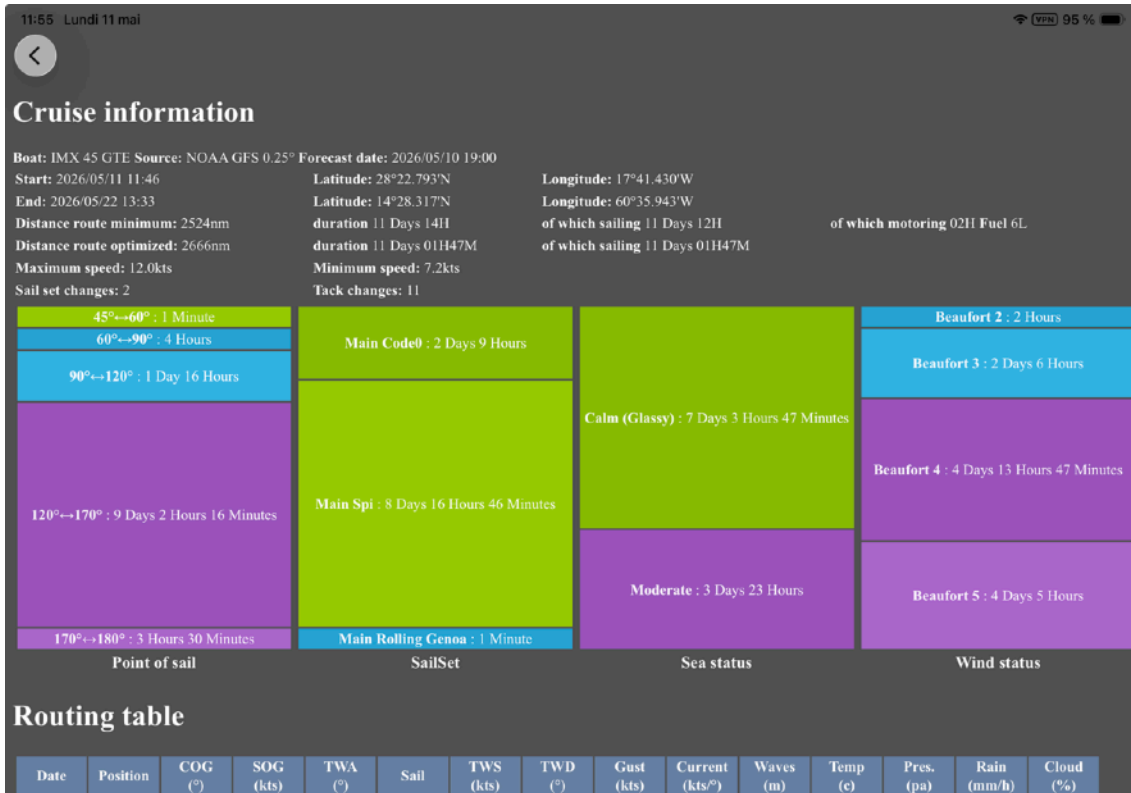 11:55 Lundi 11 mai VPN 95 %
Cruise information
Boat: IMX 45 GTE Source: NOAA GFS 0.25° Forecast date: 2026/05/10 19:00
Start: 2026/05/11 11:46 Latitude: 28°22.793'N Longitude: 17°41.430'W
End: 2026/05/22 13:33 Latitude: 14°28.317'N Longitude: 60°35.943'W
Distance route minimum: 2524nm duration 11 Days 14H of which sailing 11 Days 12H of which motoring 02H Fuel 6L
Distance route optimized: 2666nm duration 11 Days 01H47M of which sailing 11 Days 01H47M
Maximum speed: 12.0kts Minimum speed: 7.2kts
Sail set changes: 2 Tack changes: 11
45°↔60° : 1 Minute
60°↔90° : 4 Hours
90°↔120° : 1 Day 16 Hours
120°↔170° : 9 Days 2 Hours 16 Minutes
170°↔180° : 3 Hours 30 Minutes
Point of sail
Main Code0 : 2 Days 9 Hours
Main Spi : 8 Days 16 Hours 46 Minutes
Main Rolling Genoa : 1 Minute
SailSet
Calm (Glassy) : 7 Days 3 Hours 47 Minutes
Moderate : 3 Days 23 Hours
Sea status
Beaufort 2 : 2 Hours
Beaufort 3 : 2 Days 6 Hours
Beaufort 4 : 4 Days 13 Hours 47 Minutes
Beaufort 5 : 4 Days 5 Hours
Wind status
Routing table
Date Position COG (°) SOG (kts) TWA (°) Sail TWS (kts) TWD (°) Gust (kts) Current (kts/°) Waves (m) Temp (c) Pres. (pa) Rain (mm/h) Cloud (%)